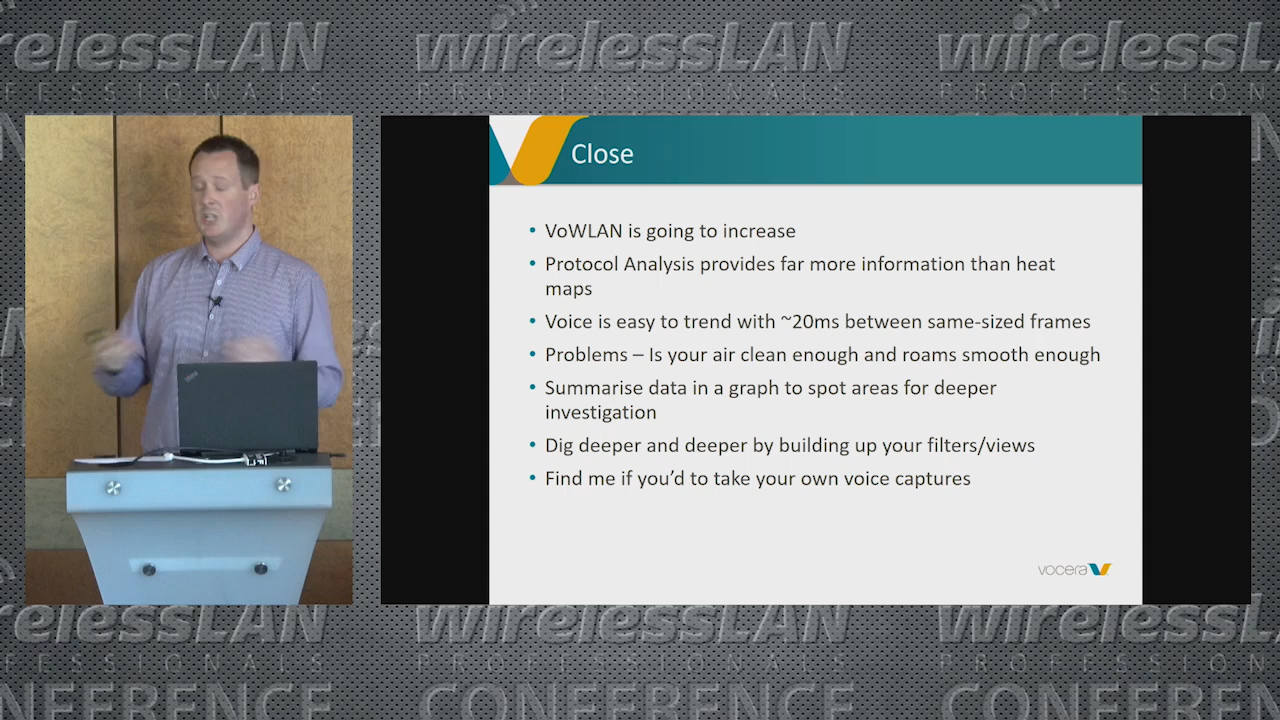 wirelessLAN
PROFESSIONALS
Close
• VoWLAN is going to increase
• Protocol Analysis provides far more information than heat
maps
• Voice is easy to trend with ~20ms between same-sized frames
• Problems – Is your air clean enough and roams smooth enough
• Summarise data in a graph to spot areas for deeper
investigation
• Dig deeper and deeper by building up your filters/views
• Find me if you’d to take your own voice captures
vocera
wirelessLAN
PROFESSIONALS
CONFERENCE